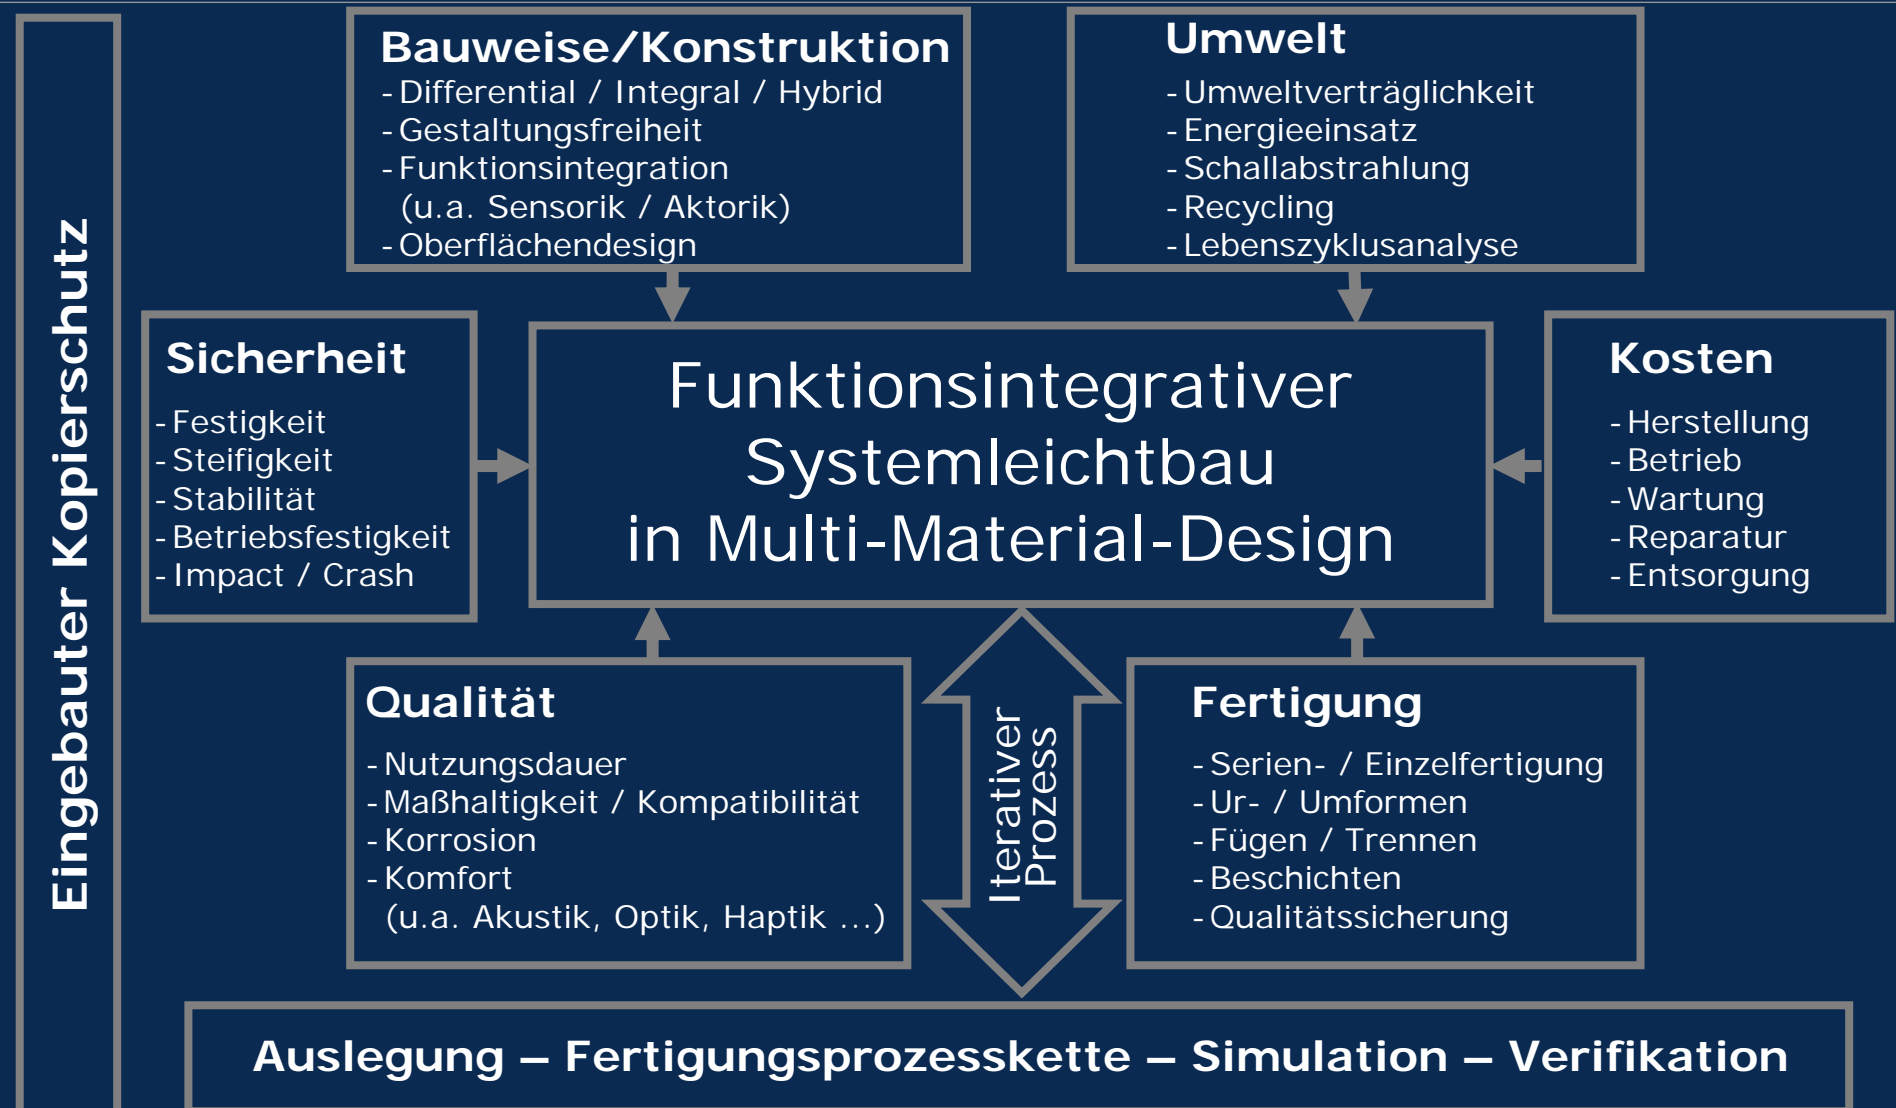 Eingebauter Kopierschutz
Bauweise/Konstruktion
- Differential / Integral / Hybrid
- Gestaltungsfreiheit
- Funktionsintegration
(u.a. Sensorik / Aktorik)
- Oberflächendesign
Umwelt
- Umweltverträglichkeit
- Energieeinsatz
- Schallabstrahlung
- Recycling
- Lebenszyklusanalyse
Sicherheit
- Festigkeit
- Steifigkeit
- Stabilität
- Betriebsfestigkeit
- Impact / Crash
Funktionsintegrativer
Systemleichtbau
in Multi-Material-Design
Kosten
- Herstellung
- Betrieb
- Wartung
- Reparatur
- Entsorgung
Qualität
- Nutzungsdauer
- Maßhaltigkeit / Kompatibilität
- Korrosion
- Komfort
(u.a. Akustik, Optik, Haptik ...)
Iterativer
Prozess
Fertigung
- Serien- / Einzelfertigung
- Ur- / Umformen
- Fügen / Trennen
- Beschichten
- Qualitätssicherung
Auslegung – Fertigungsprozesskette – Simulation – Verifikation